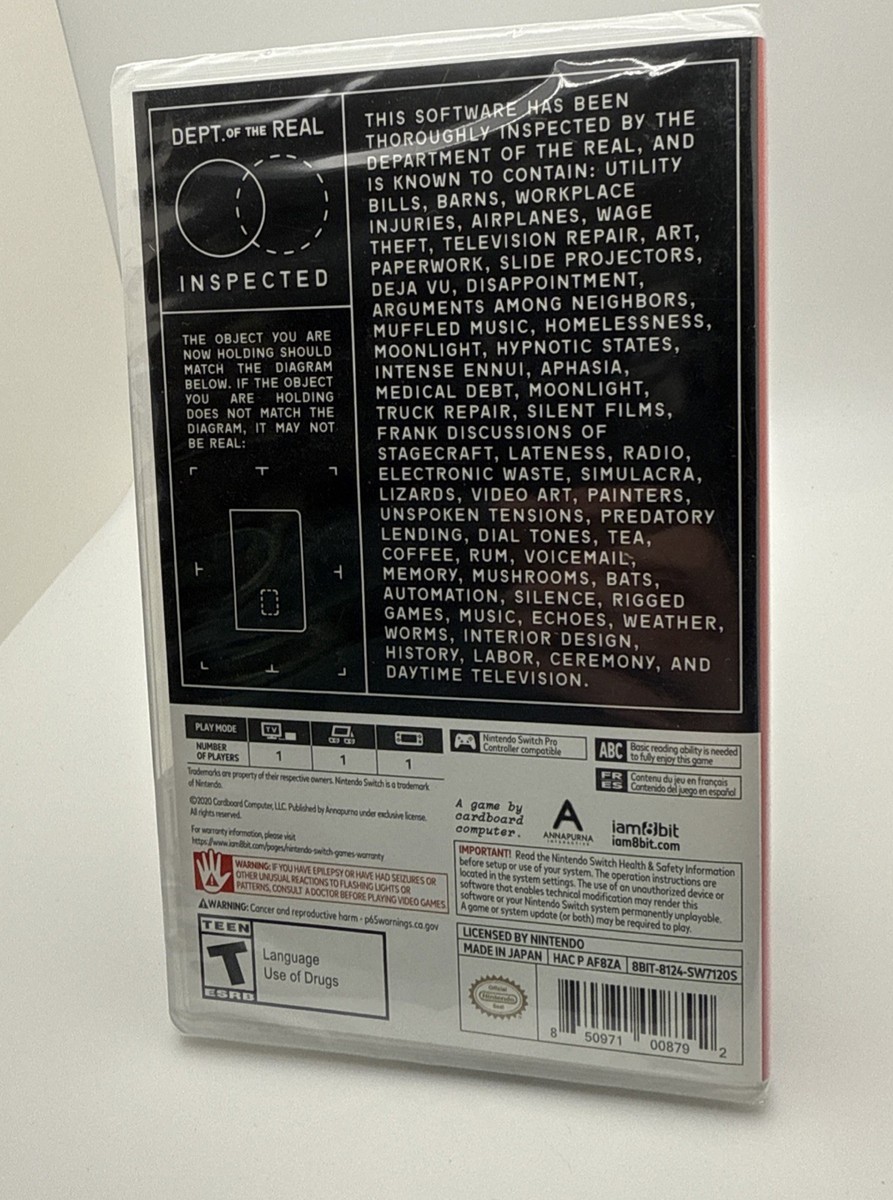 DEPT. OF THE REAL
INSPECTED
THE OBJECT YOU ARE
NOW HOLDING SHOULD
MATCH THE DIAGRAM
BELOW. IF THE OBJECT
YOU ARE HOLDING
DOES NOT MATCH THE
DIAGRAM, IT MAY NOT
BE REAL:
THIS SOFTWARE HAS BEEN
THOROUGHLY INSPECTED BY THE
DEPARTMENT OF THE REAL, AND
IS KNOWN TO CONTAIN: UTILITY
BILLS, BARNS, WORKPLACE
INJURIES, AIRPLANES, WAGE
THEFT, TELEVISION REPAIR, ART,
PAPERWORK, SLIDE PROJECTORS,
DEJA VU, DISAPPOINTMENT,
ARGUMENTS AMONG NEIGHBORS,
MUFFLED MUSIC, HOMELESSNESS,
MOONLIGHT, HYPNOTIC STATES,
INTENSE ENNUI, APHASIA,
MEDICAL DEBT, MOONLIGHT,
TRUCK REPAIR, SILENT FILMS,
FRANK DISCUSSIONS OF
STAGECRAFT, LATENESS, RADIO,
ELECTRONIC WASTE, SIMULACRA,
LIZARDS, VIDEO ART, PAINTERS,
UNSPOKEN TENSIONS, PREDATORY
LENDING, DIAL TONES, TEA,
COFFEE, RUM, VOICEMAIL,
MEMORY, MUSHROOMS, BATS,
AUTOMATION, SILENCE, RIGGED
GAMES, MUSIC, ECHOES, WEATHER,
WORMS, INTERIOR DESIGN,
HISTORY, LABOR, CEREMONY, AND
DAYTIME TELEVISION.
PLAY MODE
TV
NUMBER
OF PLAYERS
1
1
1
Nintendo Switch Pro
Controller compatible
ABC
Basic reading ability is needed
to fully enjoy this game
FR
ES
Contenu du jeu en français
Contenido del juego en español
Trademarks are property of their respective owners. Nintendo Switch is a trademark
of Nintendo.
©2020 Cardboard Computer, LLC. Published by Annapurna under exclusive license.
All rights reserved.
For warranty information, please visit
https://www.iam8bit.com/pages/nintendo-switch-games-warranty
WARNING: IF YOU HAVE EPILEPSY OR HAVE HAD SEIZURES OR
OTHER UNUSUAL REACTIONS TO FLASHING LIGHTS OR
PATTERNS, CONSULT A DOCTOR BEFORE PLAYING VIDEO GAMES
WARNING: Cancer and reproductive harm - p65warnings.ca.gov
TEEN
T
ESRB
Language
Use of Drugs
A game by
cardboard
computer.
A
ANNAPURNA
INTERACTIVE
iam8bit
iam8bit.com
IMPORTANT! Read the Nintendo Switch Health & Safety Information
before setup or use of your system. The operation instructions are
located in the system settings. The use of an unauthorized device or
software that enables technical modification may render this
software or your Nintendo Switch system permanently unplayable.
A game or system update (or both) may be required to play.
LICENSED BY NINTENDO
MADE IN JAPAN HAC P AF8ZA 8BIT-8124-SW7120S
Official
Nintendo
Seal
8 50971 00879 2